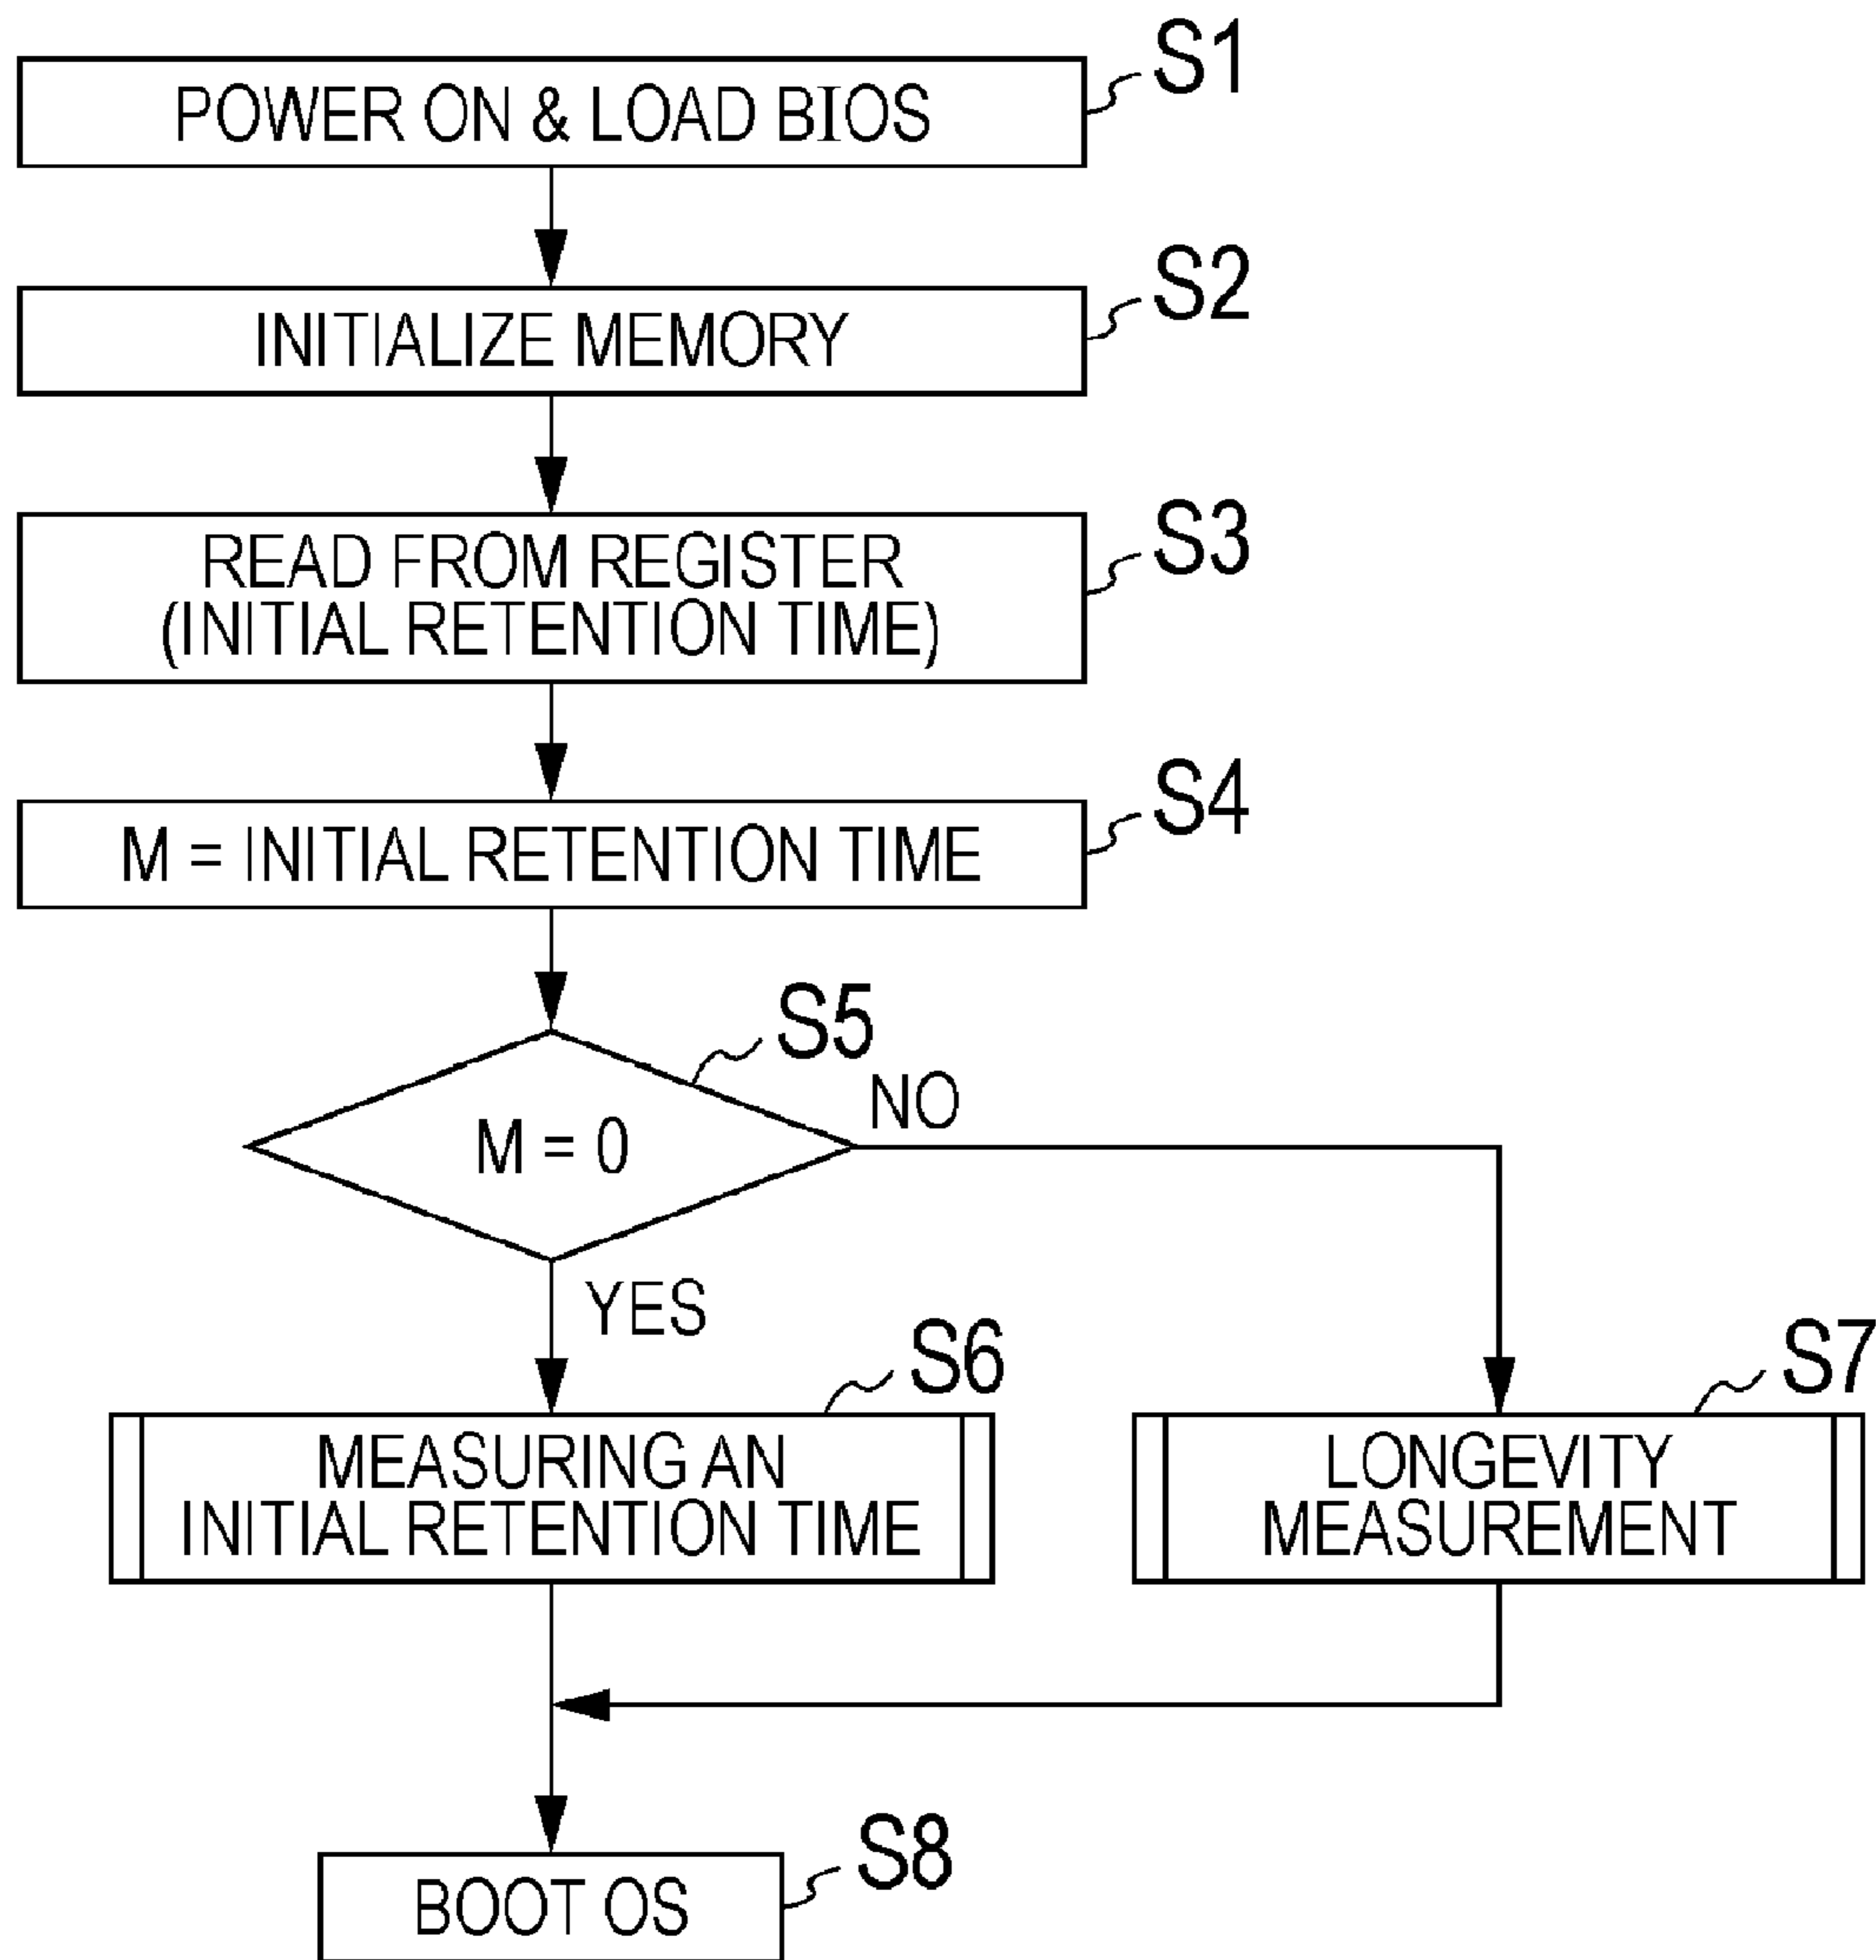 S1
POWER ON & LOAD BIOS
S2
INITIALIZE MEMORY
S3
READ FROM REGISTER
(INITIAL RETENTION TIME)
S4
M = INITIAL RETENTION TIME
S5
NO
M = 0
YES
S6
MEASURING AN
INITIAL RETENTION TIME
S7
LONGEVITY
MEASUREMENT
S8
BOOT OS